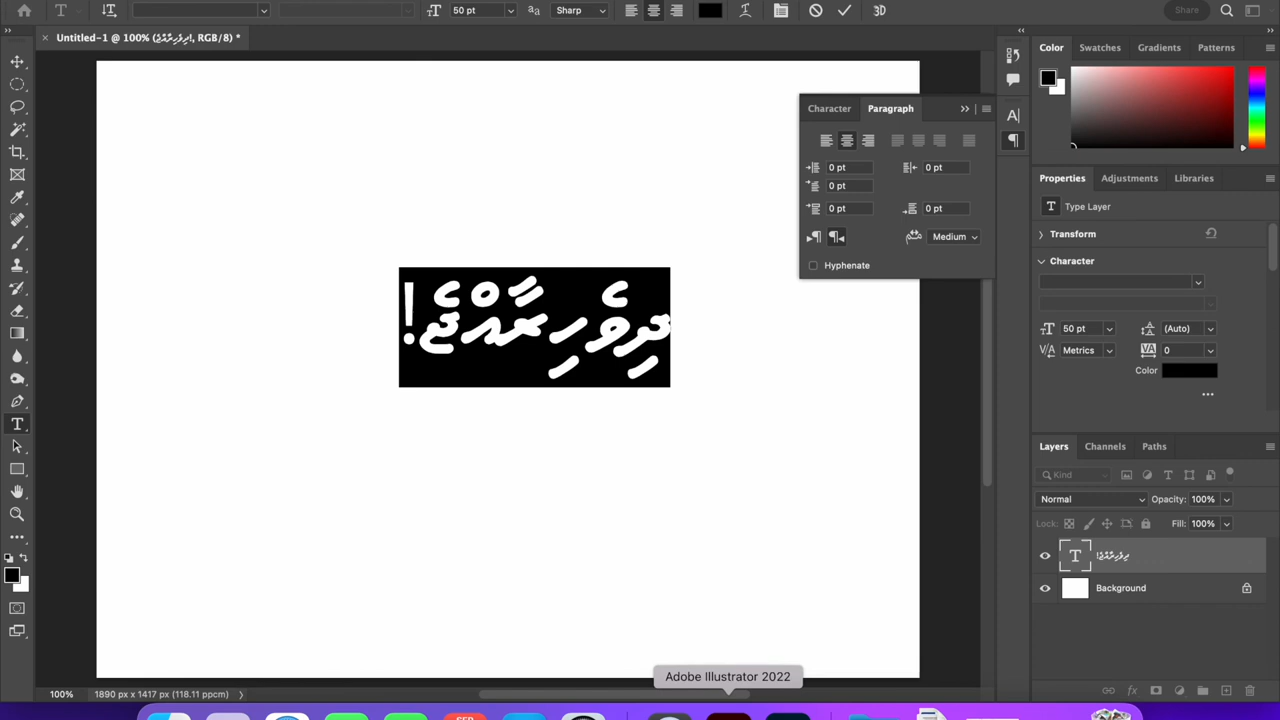 50 pt
Sharp
Share
Untitled-1 @ 100% (ދިވެހިރާއްޖެ!, RGB/8) *
Color
Swatches
Gradients
Patterns
Character
Paragraph
0 pt
0 pt
0 pt
0 pt
0 pt
Medium
Hyphenate
Properties
Adjustments
Libraries
Type Layer
Transform
Character
50 pt
(Auto)
Metrics
0
Color
ދިވެހިރާއްޖެ!
Layers
Channels
Paths
Kind
Normal
Opacity: 100%
Lock:
Fill: 100%
ދިވެހިރާއްޖެ!
Background
Adobe Illustrator 2022
100%
1890 px x 1417 px (118.11 ppcm)
SEP